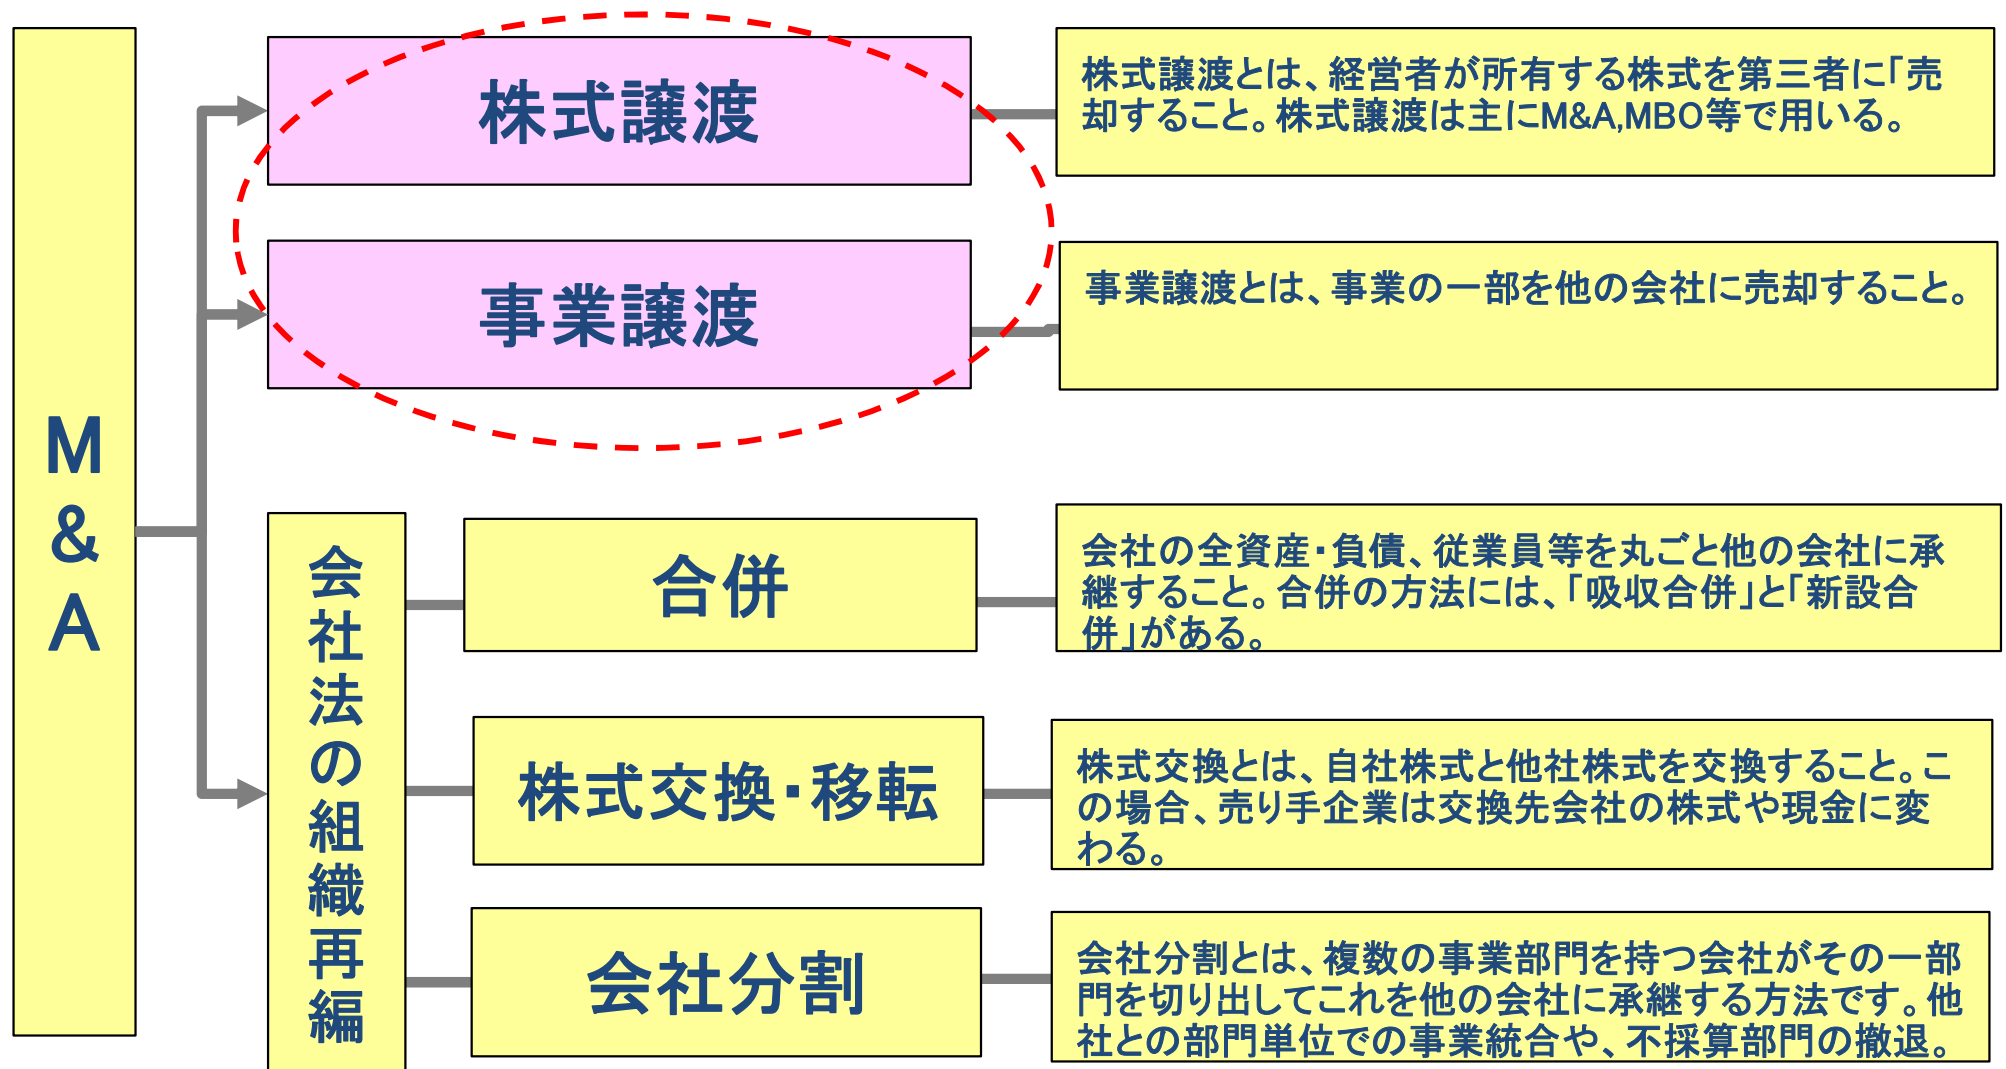 M&A
株式譲渡
株式譲渡とは、経営者が所有する株式を第三者に「売
却すること。株式譲渡は主にM&A,MBO等で用いる。
事業譲渡
事業譲渡とは、事業の一部を他の会社に売却すること。
会社法の組織再編
合併
会社の全資産・負債、従業員等を丸ごと他の会社に承
継すること。合併の方法には、「吸収合併」と「新設合
併」がある。
株式交換・移転
株式交換とは、自社株式と他社株式を交換すること。こ
の場合、売り手企業は交換先会社の株式や現金に変
わる。
会社分割
会社分割とは、複数の事業部門を持つ会社がその一部
門を切り出してこれを他の会社に承継する方法です。他
社との部門単位での事業統合や、不採算部門の撤退。